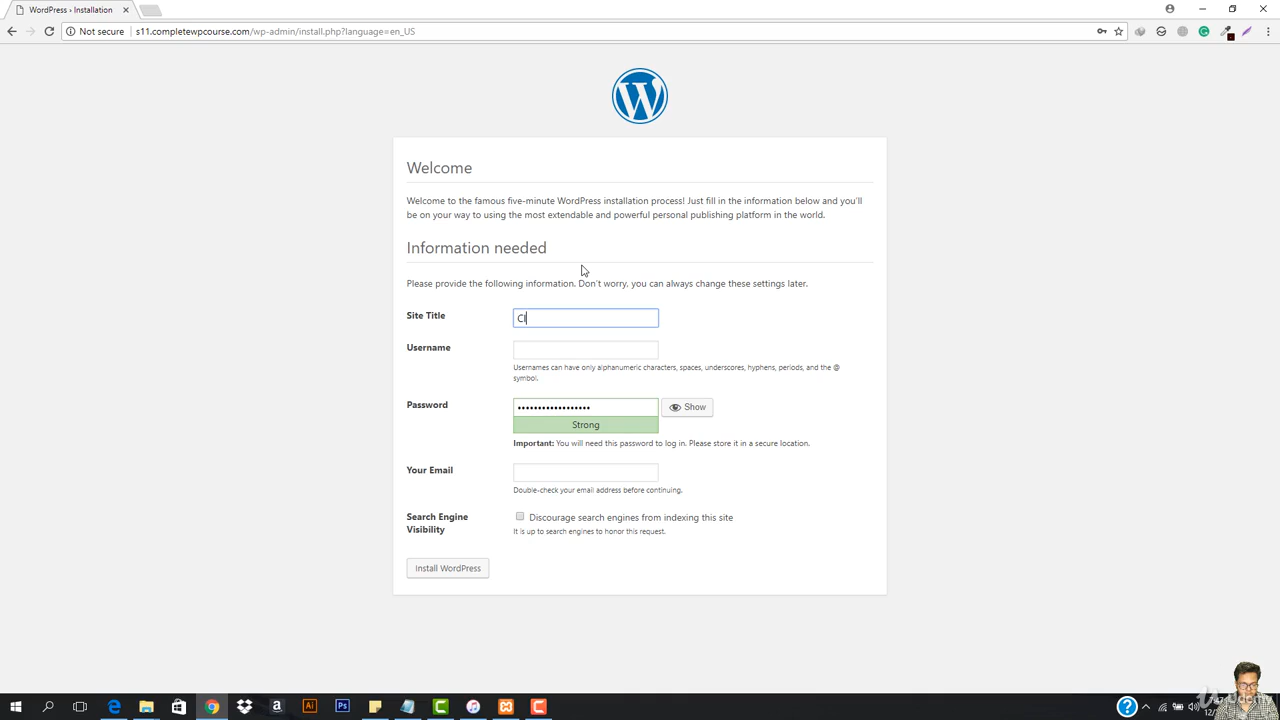 WordPress › Installation
Not secure
s11.completewpcourse.com/wp-admin/install.php?language=en_US
Welcome
Welcome to the famous five-minute WordPress installation process! Just fill in the information below and you'll
be on your way to using the most extendable and powerful personal publishing platform in the world.
Information needed
Please provide the following information. Don't worry, you can always change these settings later.
Site Title
Cl
Username
Usernames can have only alphanumeric characters, spaces, underscores, hyphens, periods, and the @
symbol.
Password
••••••••••••••••••
Show
Strong
Important: You will need this password to log in. Please store it in a secure location.
Your Email
Double-check your email address before continuing.
Search Engine
Visibility
Discourage search engines from indexing this site
It is up to search engines to honor this request.
Install WordPress